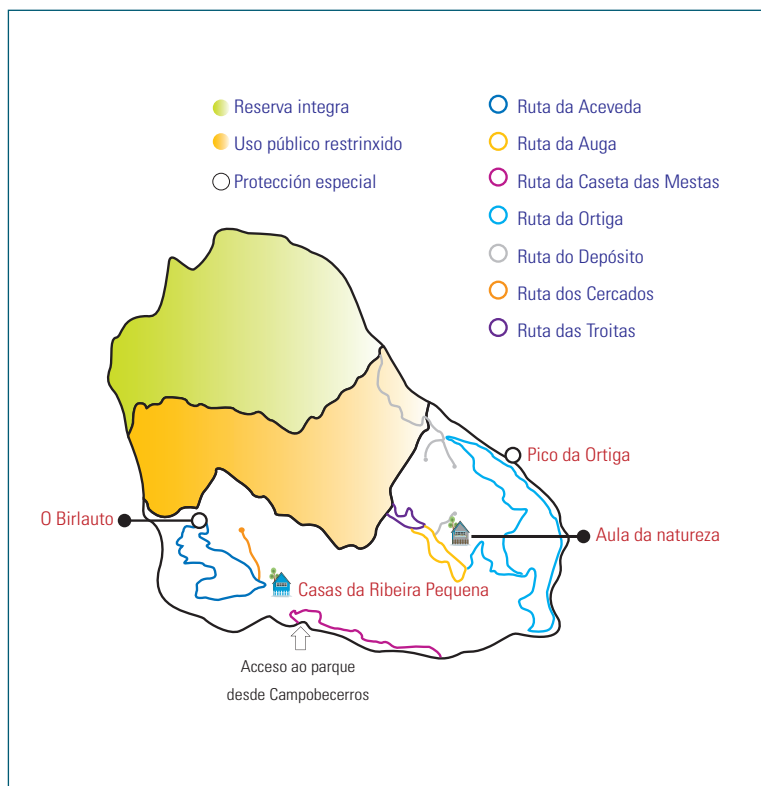 Reserva integra
Uso público restrinxido
Protección especial
Ruta da Aceveda
Ruta da Auga
Ruta da Caseta das Mestas
Ruta da Ortiga
Ruta do Depósito
Ruta dos Cercados
Ruta das Troitas
Pico da Ortiga
O Birlauto
Aula da natureza
Casas da Ribeira Pequena
Acceso ao parque
desde Campobecerros